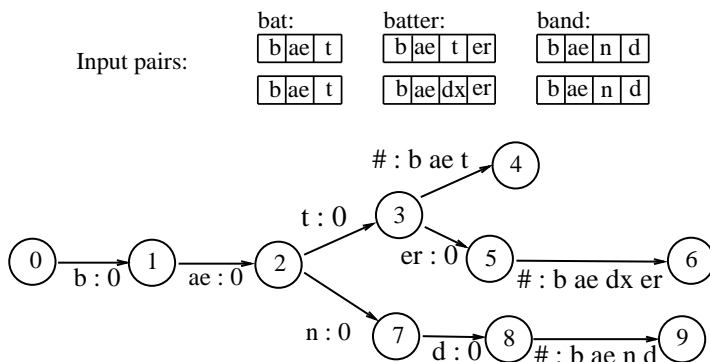 bat: batter: band:
Input pairs: b ae t b ae t er b ae n d
b ae t b ae dx er b ae n d
# : b ae t 4
t : 0 3
er : 0
0 b : 0 1 ae : 0 2 5 6
# : b ae dx er
n : 0 7 d : 0 8 # : b ae n d 9